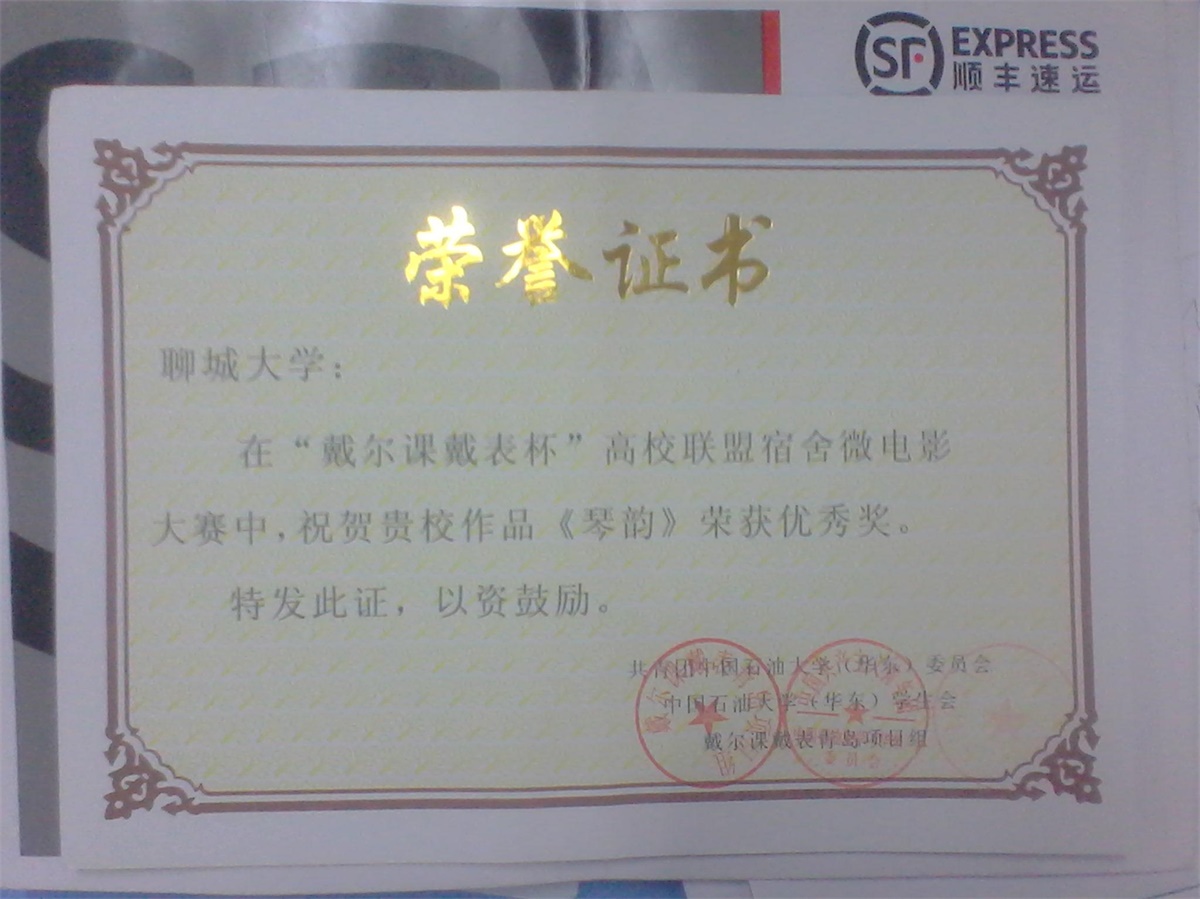 SF EXPRESS
顺丰速运
荣誉证书
聊城大学：
在“戴尔课戴表杯”高校联盟宿舍微电影
大赛中,祝贺贵校作品《琴韵》荣获优秀奖。
特发此证，以资鼓励。
共青团中国石油大学（华东）委员会
中国石油大学（华东）学生会
戴尔课戴表青岛项目组